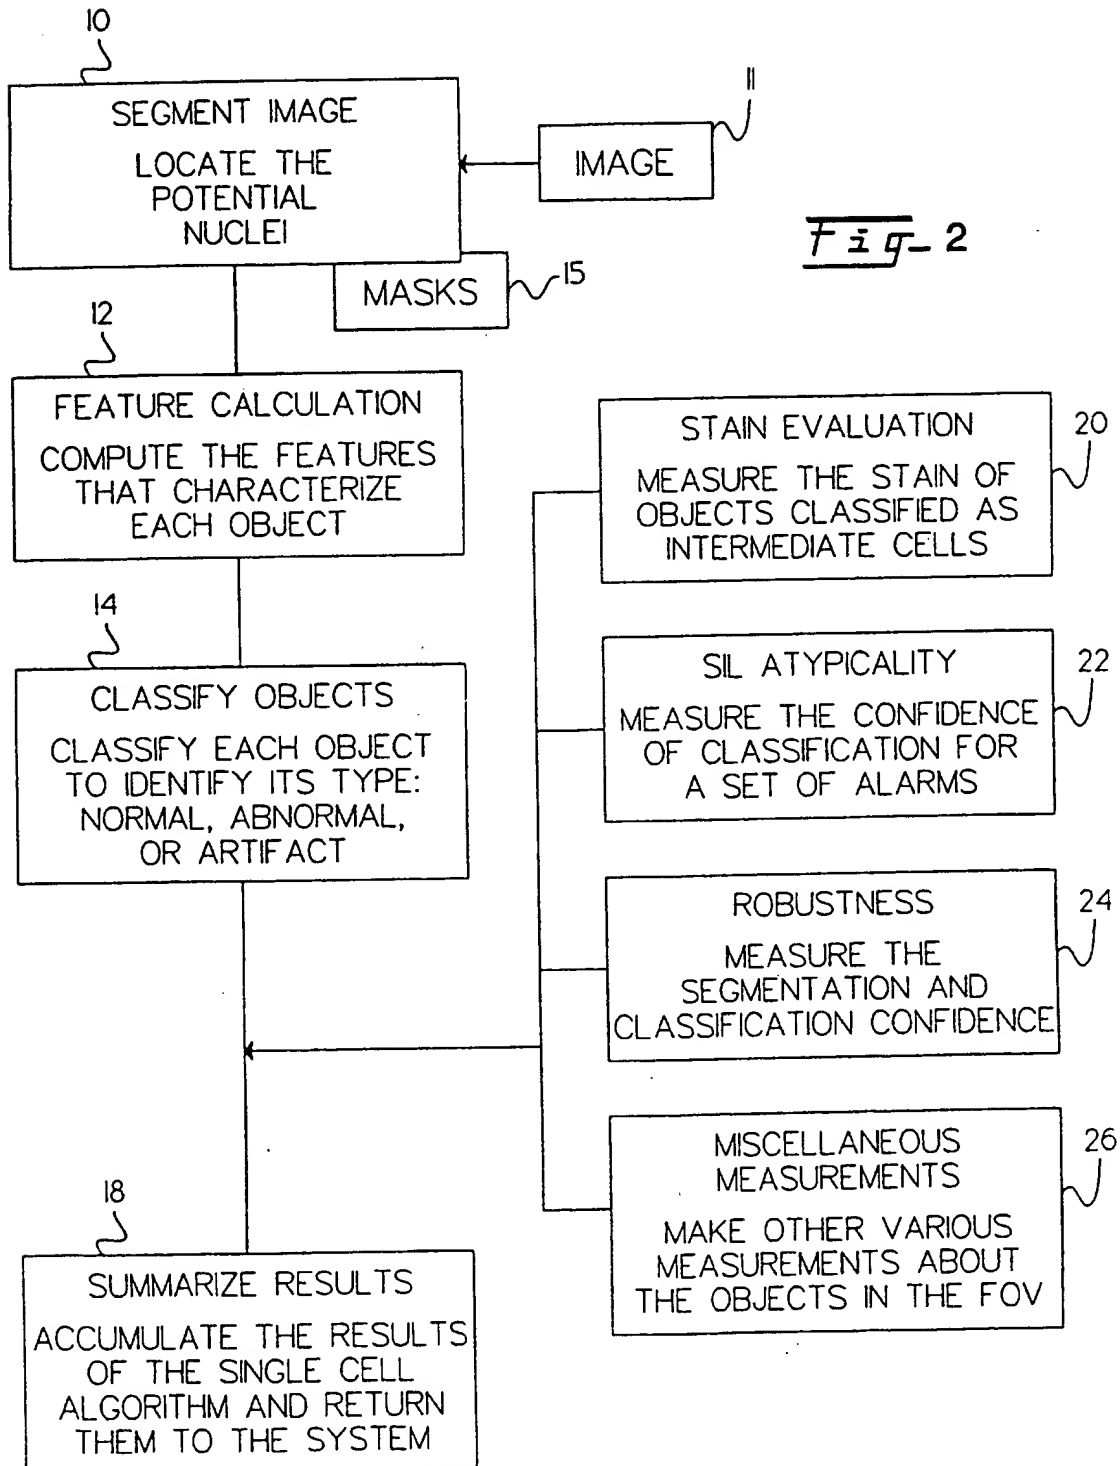 10
SEGMENT IMAGE
LOCATE THE
POTENTIAL
NUCLEI
11
IMAGE
Fig_ 2
MASKS
15
12
FEATURE CALCULATION
COMPUTE THE FEATURES
THAT CHARACTERIZE
EACH OBJECT
14
CLASSIFY OBJECTS
CLASSIFY EACH OBJECT
TO IDENTIFY ITS TYPE:
NORMAL, ABNORMAL,
OR ARTIFACT
20
STAIN EVALUATION
MEASURE THE STAIN OF
OBJECTS CLASSIFIED AS
INTERMEDIATE CELLS
22
SIL ATYPICALITY
MEASURE THE CONFIDENCE
OF CLASSIFICATION FOR
A SET OF ALARMS
24
ROBUSTNESS
MEASURE THE
SEGMENTATION AND
CLASSIFICATION CONFIDENCE
26
MISCELLANEOUS
MEASUREMENTS
MAKE OTHER VARIOUS
MEASUREMENTS ABOUT
THE OBJECTS IN THE FOV
18
SUMMARIZE RESULTS
ACCUMULATE THE RESULTS
OF THE SINGLE CELL
ALGORITHM AND RETURN
THEM TO THE SYSTEM